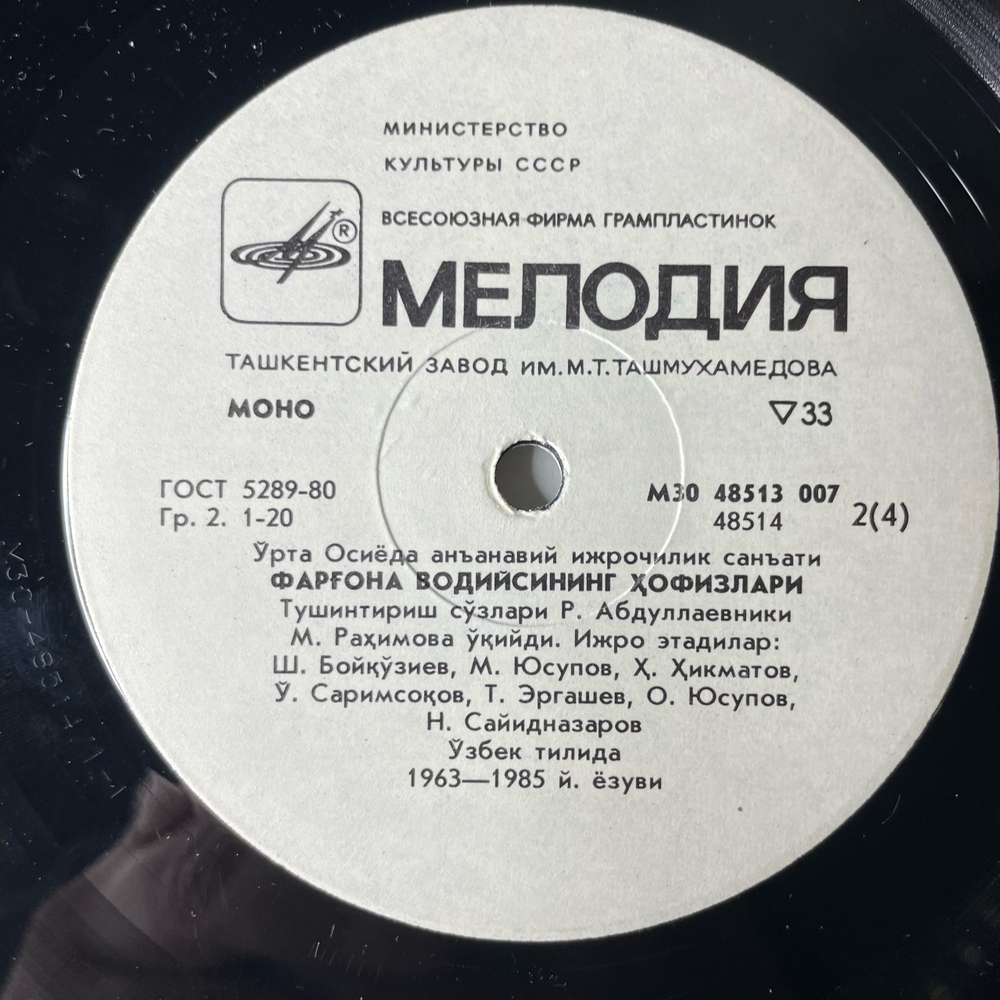 МИНИСТЕРСТВО
КУЛЬТУРЫ СССР
ВСЕСОЮЗНАЯ ФИРМА ГРАМПЛАСТИНОК
®
МЕЛОДИЯ
ТАШКЕНТСКИЙ ЗАВОД ИМ. М.Т. ТАШМУХАМЕДОВА
МОНО ▽33
ГОСТ 5289-80 М30 48513 007
Гр. 2. 1-20 48514 2(4)
Ўрта Осиёда анъанавий ижрочилик санъати
ФАРҒОНА ВОДИЙСИНИНГ ҲОФИЗЛАРИ
Тушинтириш сўзлари Р. Абдуллаевники
М. Раҳимова ўқийди. Ижро этадилар:
Ш. Бойқўзиев, М. Юсупов, Ҳ. Ҳикматов,
Ў. Саримсоқов, Т. Эргашев, О. Юсупов,
Н. Сайидназаров
Ўзбек тилида
1963—1985 й. ёзуви